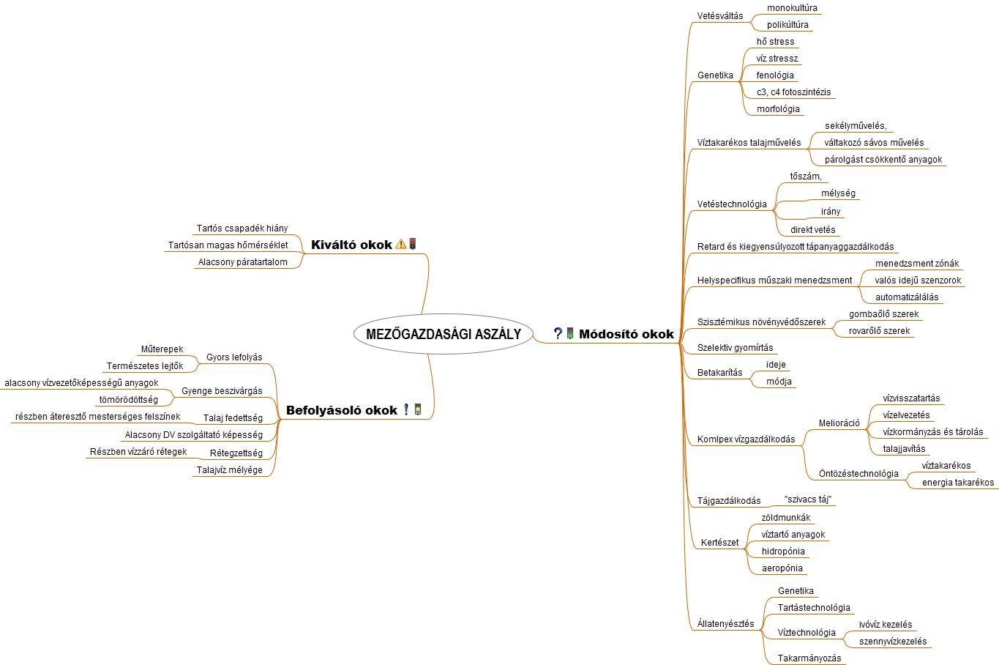 MEZŐGAZDASÁGI ASZÁLY
Kiváltó okok
Tartós csapadék hiány
Tartósan magas hőmérséklet
Alacsony páratartalom
Befolyásoló okok
Gyors lefolyás
Műterepek
Természetes lejtők
Gyenge beszivárgás
alacsony vízvezetőképességű anyagok
tömörödöttség
Talaj fedettség
részben áteresztő mesterséges felszínek
Alacsony DV szolgáltató képesség
Rétegzettség
Részben vízzáró rétegek
Talajvíz mélyége
Módosító okok
Vetésváltás
monokultúra
polikúltúra
Genetika
hő stress
víz stressz
fenológia
c3, c4 fotoszintézis
morfológia
Víztakarékos talajművelés
sekélyművelés,
váltakozó sávos művelés
párolgást csökkentő anyagok
Vetéstechnológia
tőszám,
mélység
irány
direkt vetés
Retard és kiegyensúlyozott tápanyaggazdálkodás
Helyspecifikus műszaki menedzsment
menedzsment zónák
valós idejű szenzorok
automatizálálás
Szisztémikus növényvédőszerek
gombaőlő szerek
rovarőlő szerek
Szelektiv gyomírtás
Betakarítás
ideje
módja
Komlpex vízgazdálkodás
Melioráció
vízvisszatartás
vízelvezetés
vízkormányzás és tárolás
talajjavítás
Öntözéstechnológia
víztakarékos
energia takarékos
Tájgazdálkodás
"szivacs táj"
Kertészet
zöldmunkák
víztartó anyagok
hidropónia
aeropónia
Állatenyésztés
Genetika
Tartástechnológia
Víztechnológia
ivóvíz kezelés
szennyvízkezelés
Takarmányozás